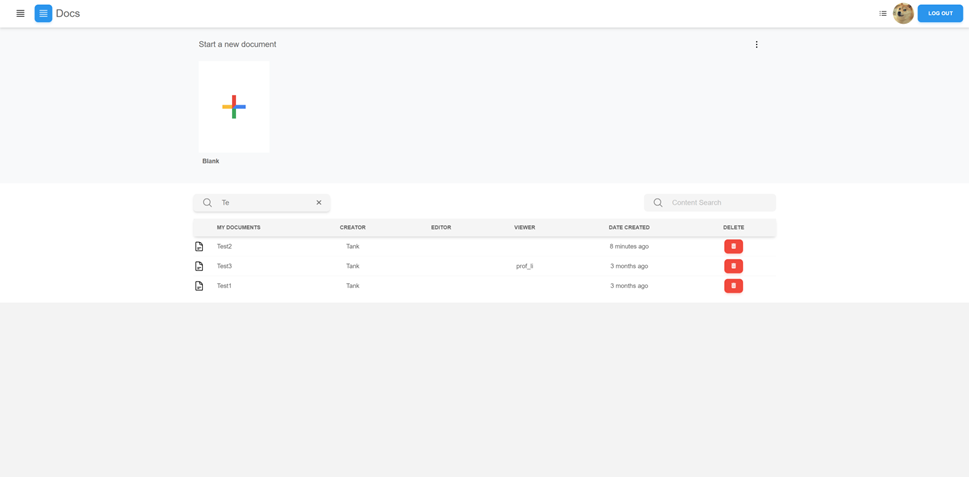 Docs
LOG OUT
Start a new document
Blank
Te
Content Search
MY DOCUMENTS CREATOR EDITOR VIEWER DATE CREATED DELETE
Test2 Tank 8 minutes ago
Test3 Tank prof_li 3 months ago
Test1 Tank 3 months ago